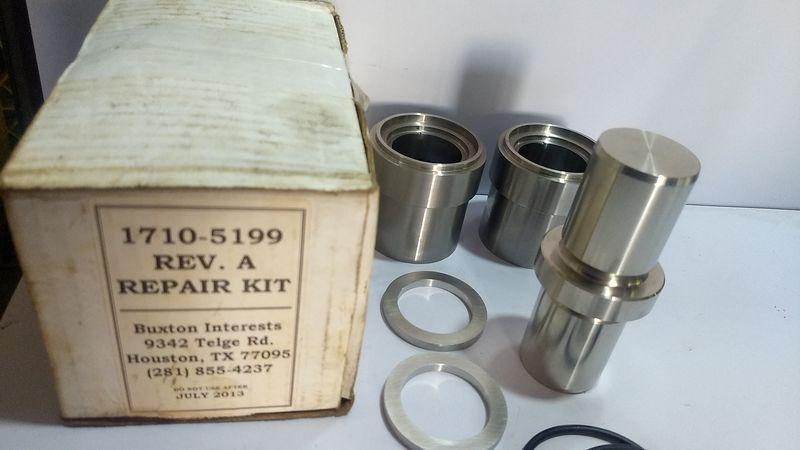 1710-5199
REV. A
REPAIR KIT
Buxton Interests
9342 Telge Rd.
Houston, TX 77095
(281) 855-4237
DO NOT USE AFTER
JULY 2013